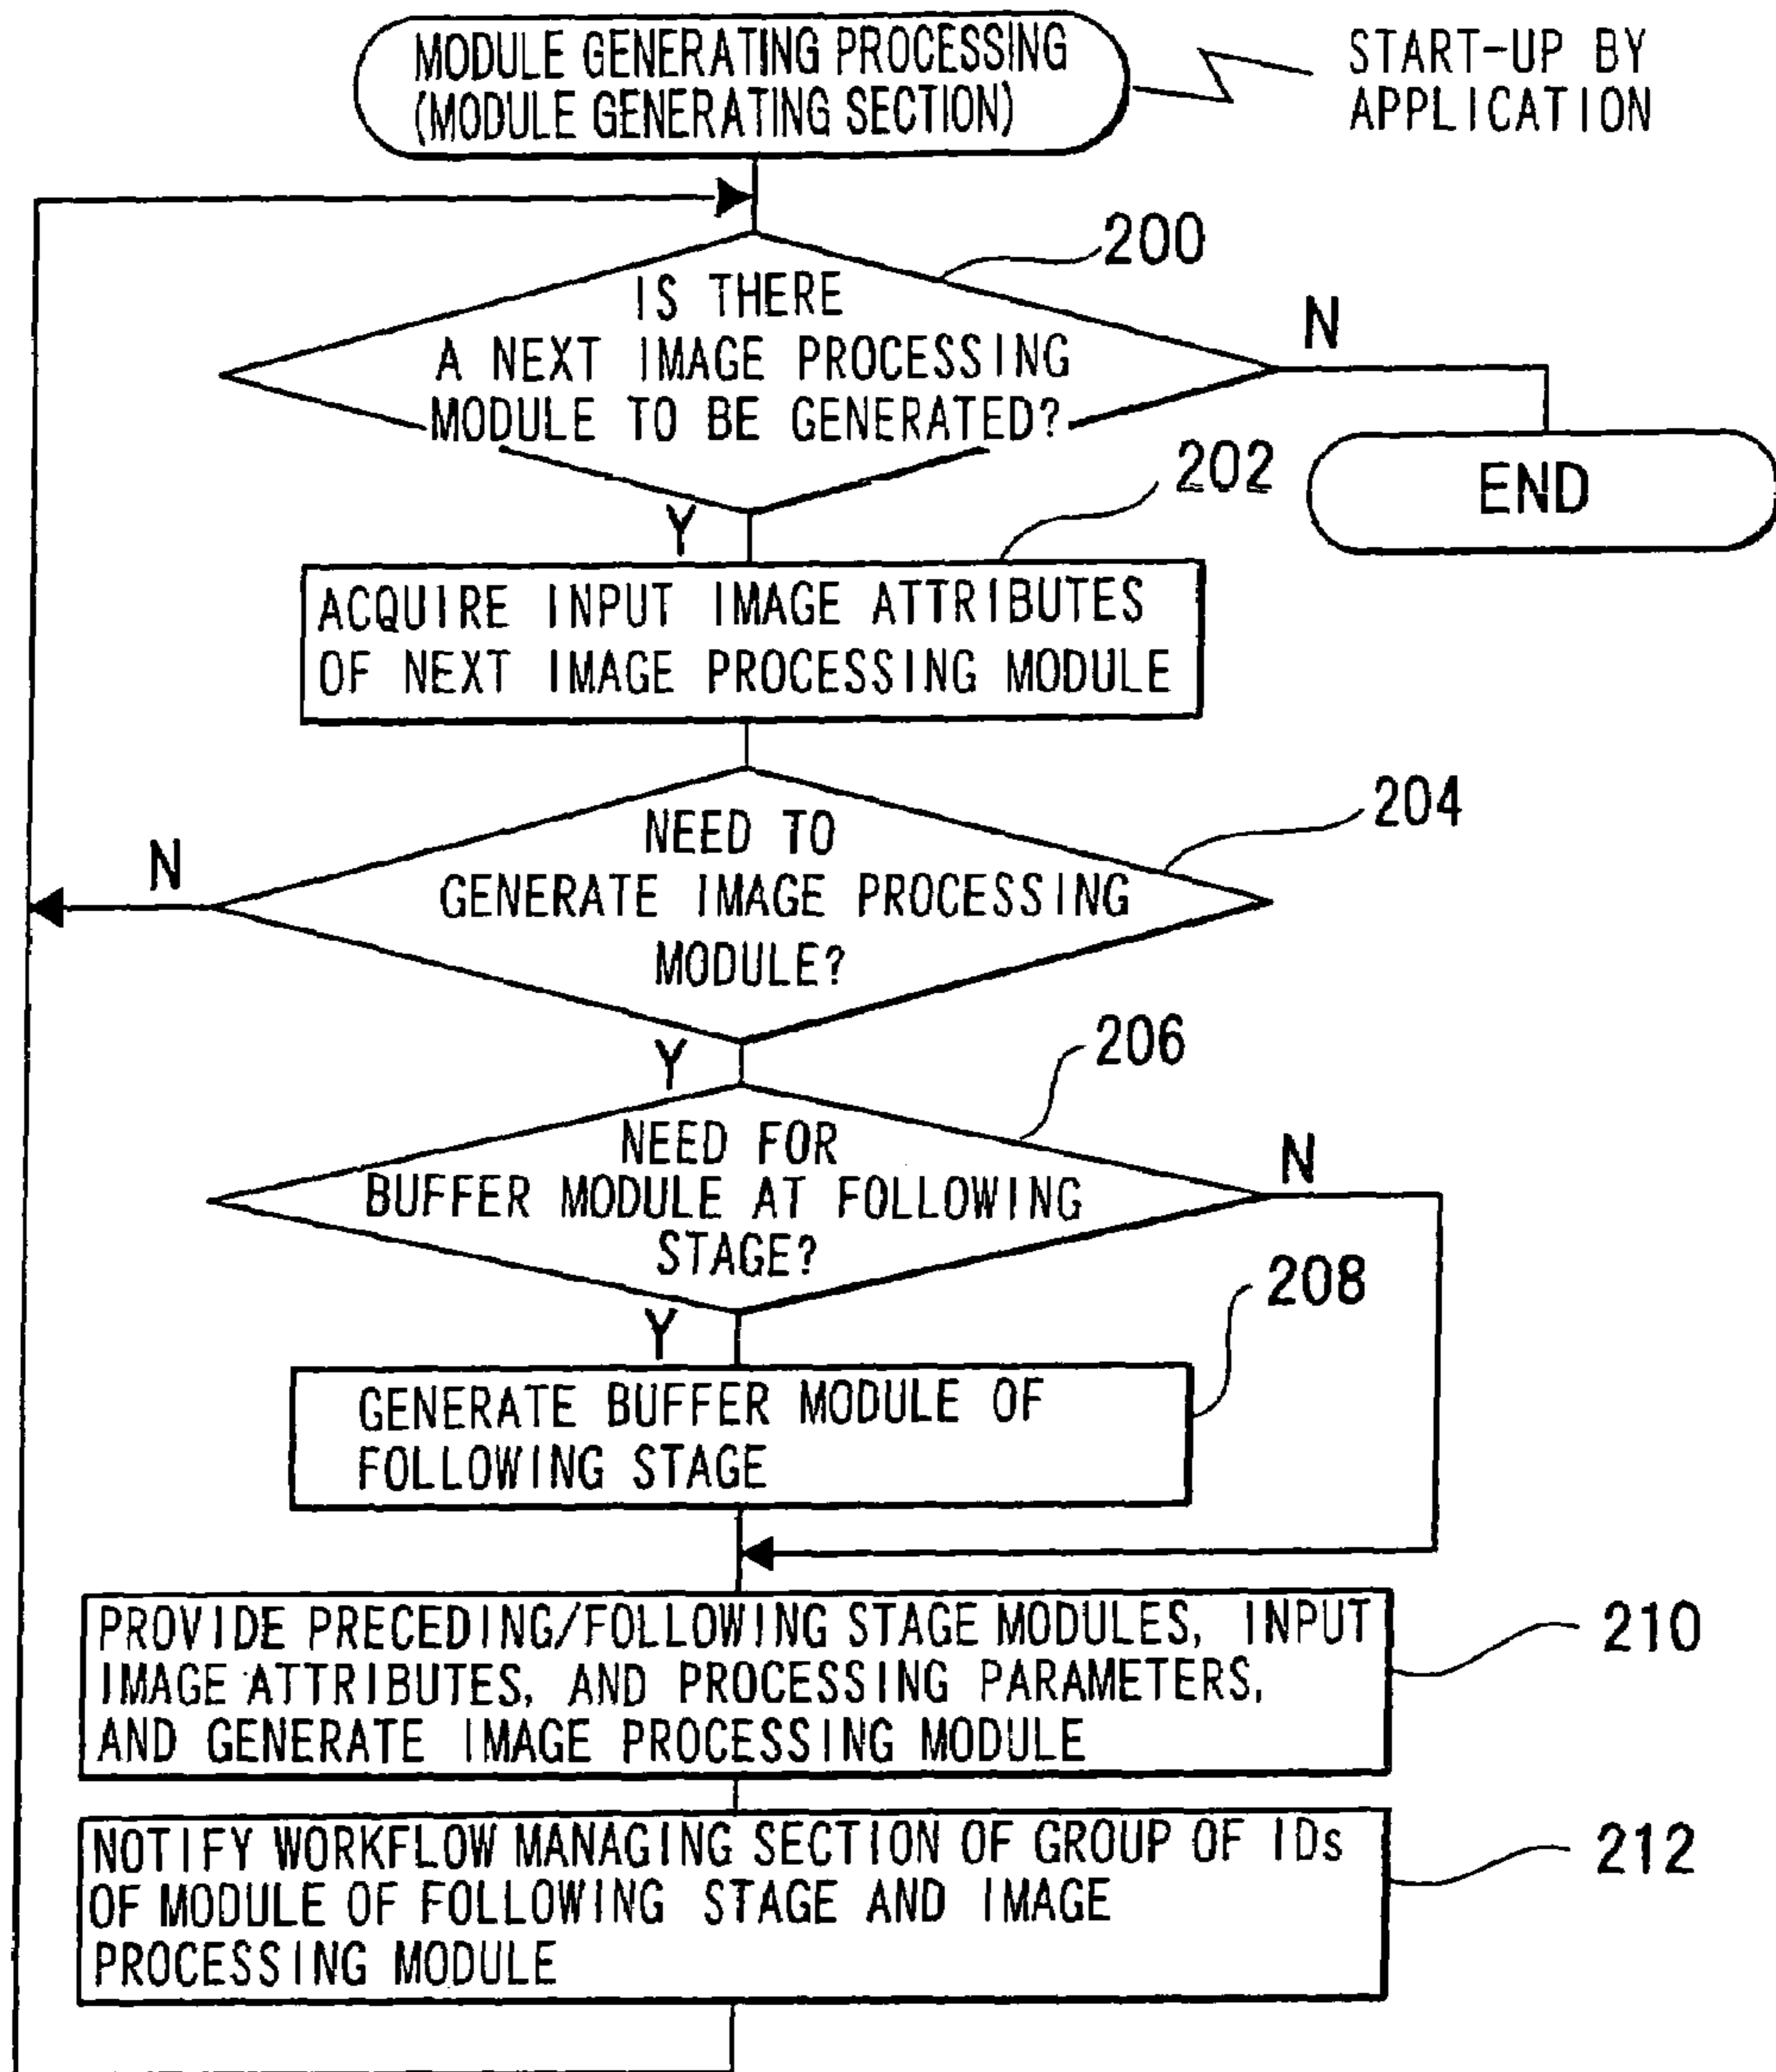 MODULE GENERATING PROCESSING
(MODULE GENERATING SECTION)
START-UP BY
APPLICATION
200
IS THERE
A NEXT IMAGE PROCESSING
MODULE TO BE GENERATED?
N
END
Y
202
ACQUIRE INPUT IMAGE ATTRIBUTES
OF NEXT IMAGE PROCESSING MODULE
204
NEED TO
GENERATE IMAGE PROCESSING
MODULE?
N
Y
206
NEED FOR
BUFFER MODULE AT FOLLOWING
STAGE?
N
Y
208
GENERATE BUFFER MODULE OF
FOLLOWING STAGE
PROVIDE PRECEDING/FOLLOWING STAGE MODULES, INPUT
IMAGE ATTRIBUTES, AND PROCESSING PARAMETERS,
AND GENERATE IMAGE PROCESSING MODULE
210
NOTIFY WORKFLOW MANAGING SECTION OF GROUP OF IDs
OF MODULE OF FOLLOWING STAGE AND IMAGE
PROCESSING MODULE
212